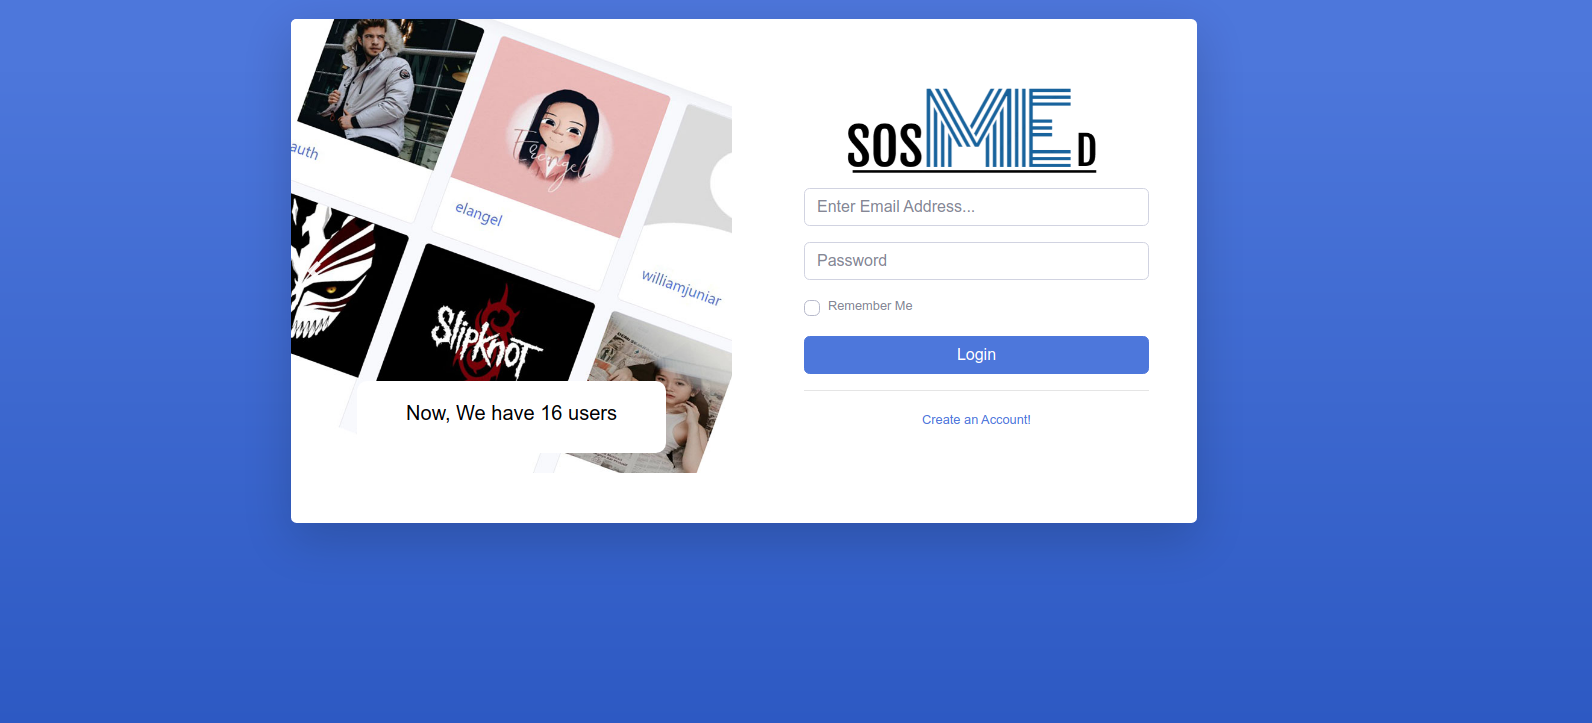 auth
elangel
williamjuniar
SlipKnoT
Now, We have 16 users
SOSMED
Enter Email Address...
Password
Remember Me
Login
Create an Account!